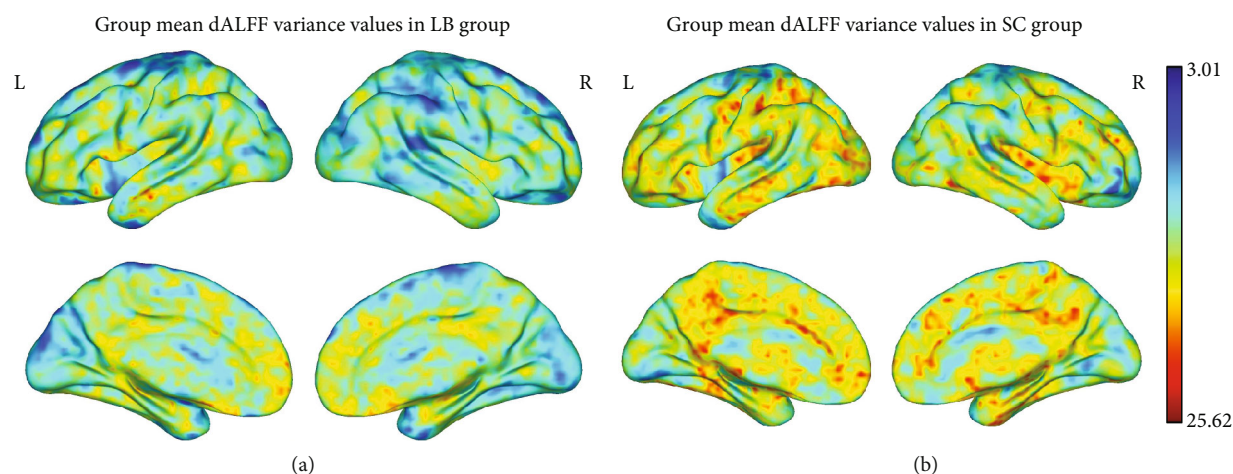 Group mean dALFF variance values in LB group
Group mean dALFF variance values in SC group
L
R
L
R
3.01
25.62
(a)
(b)